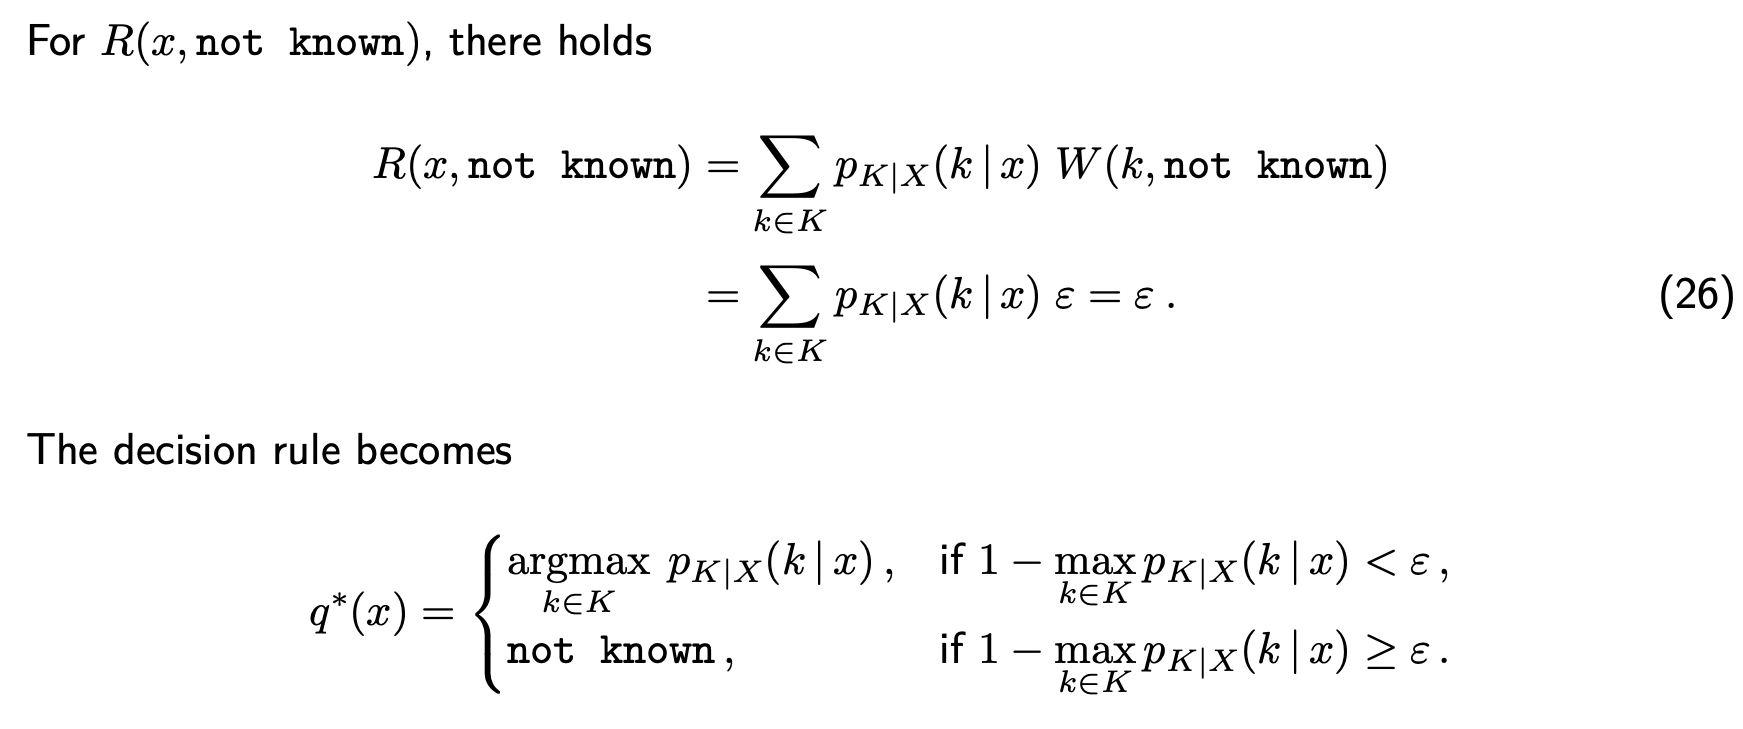 For R(x, not known), there holds
R(x, not known) = ∑_{k∈K} p_{K|X}(k | x) W(k, not known)
= ∑_{k∈K} p_{K|X}(k | x) ε = ε . (26)
The decision rule becomes
q*(x) = { argmax_{k∈K} p_{K|X}(k | x) , if 1 − max_{k∈K} p_{K|X}(k | x) < ε ,
not known , if 1 − max_{k∈K} p_{K|X}(k | x) ≥ ε .